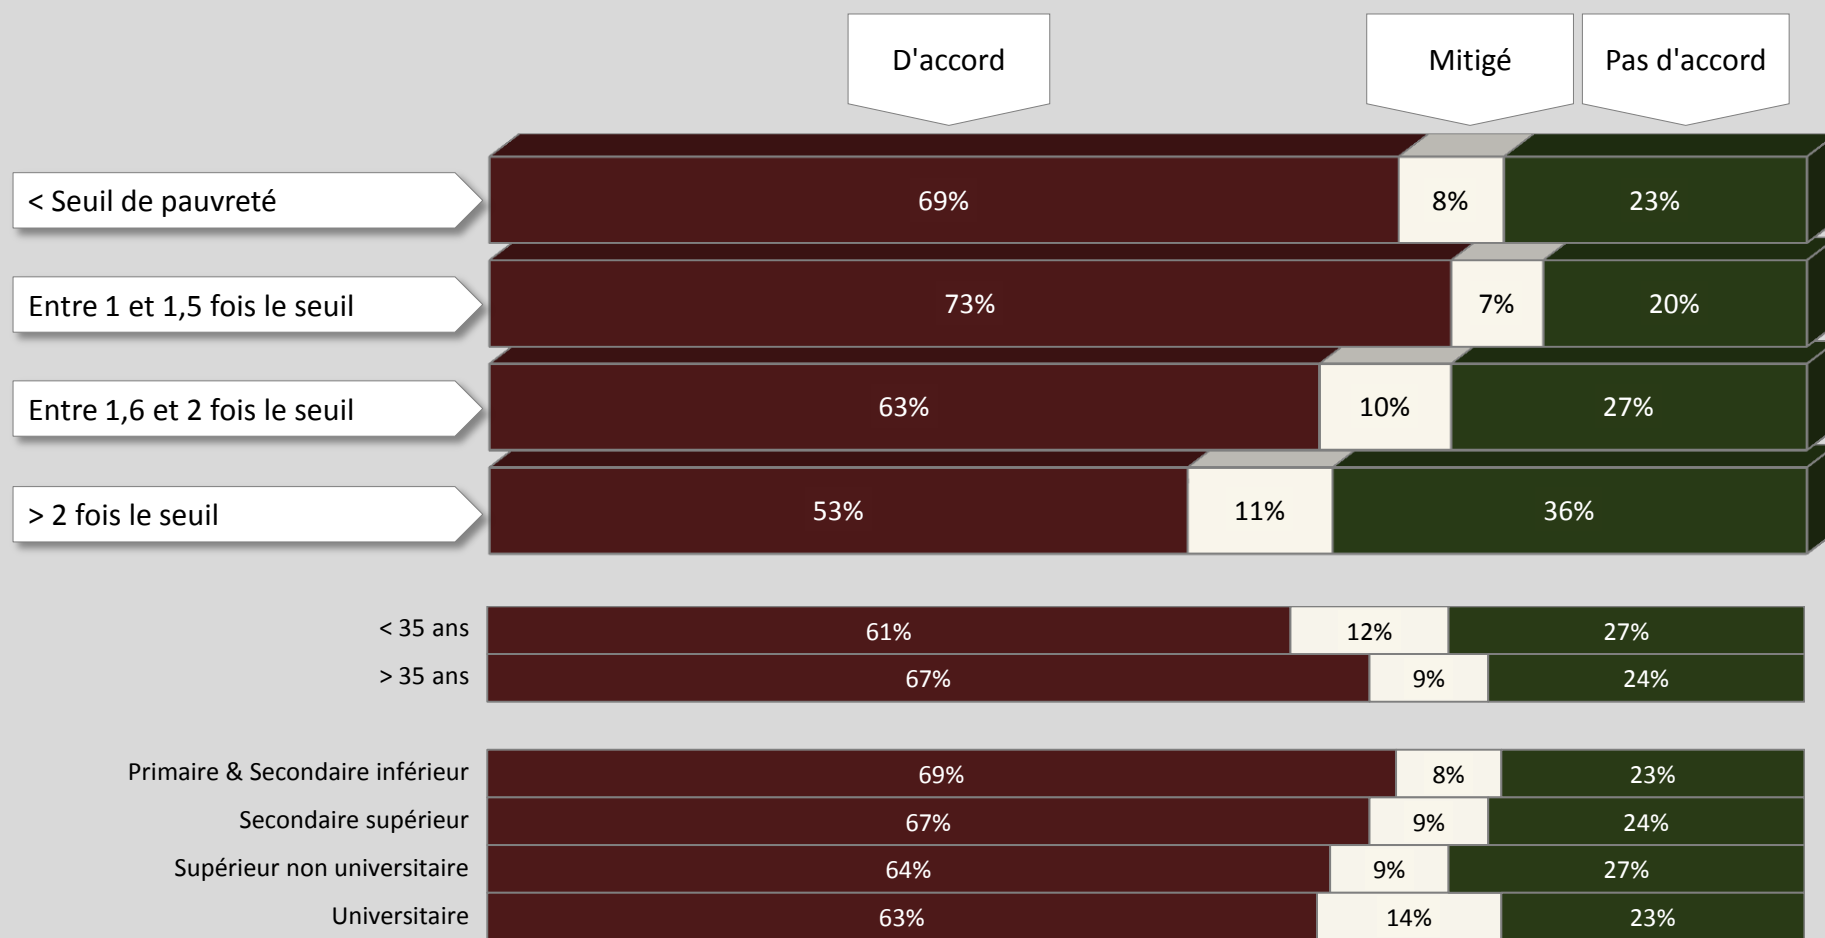 D'accord Mitigé Pas d'accord
< Seuil de pauvreté 69% 8% 23%
Entre 1 et 1,5 fois le seuil 73% 7% 20%
Entre 1,6 et 2 fois le seuil 63% 10% 27%
> 2 fois le seuil 53% 11% 36%
< 35 ans 61% 12% 27%
> 35 ans 67% 9% 24%
Primaire & Secondaire inférieur 69% 8% 23%
Secondaire supérieur 67% 9% 24%
Supérieur non universitaire 64% 9% 27%
Universitaire 63% 14% 23%